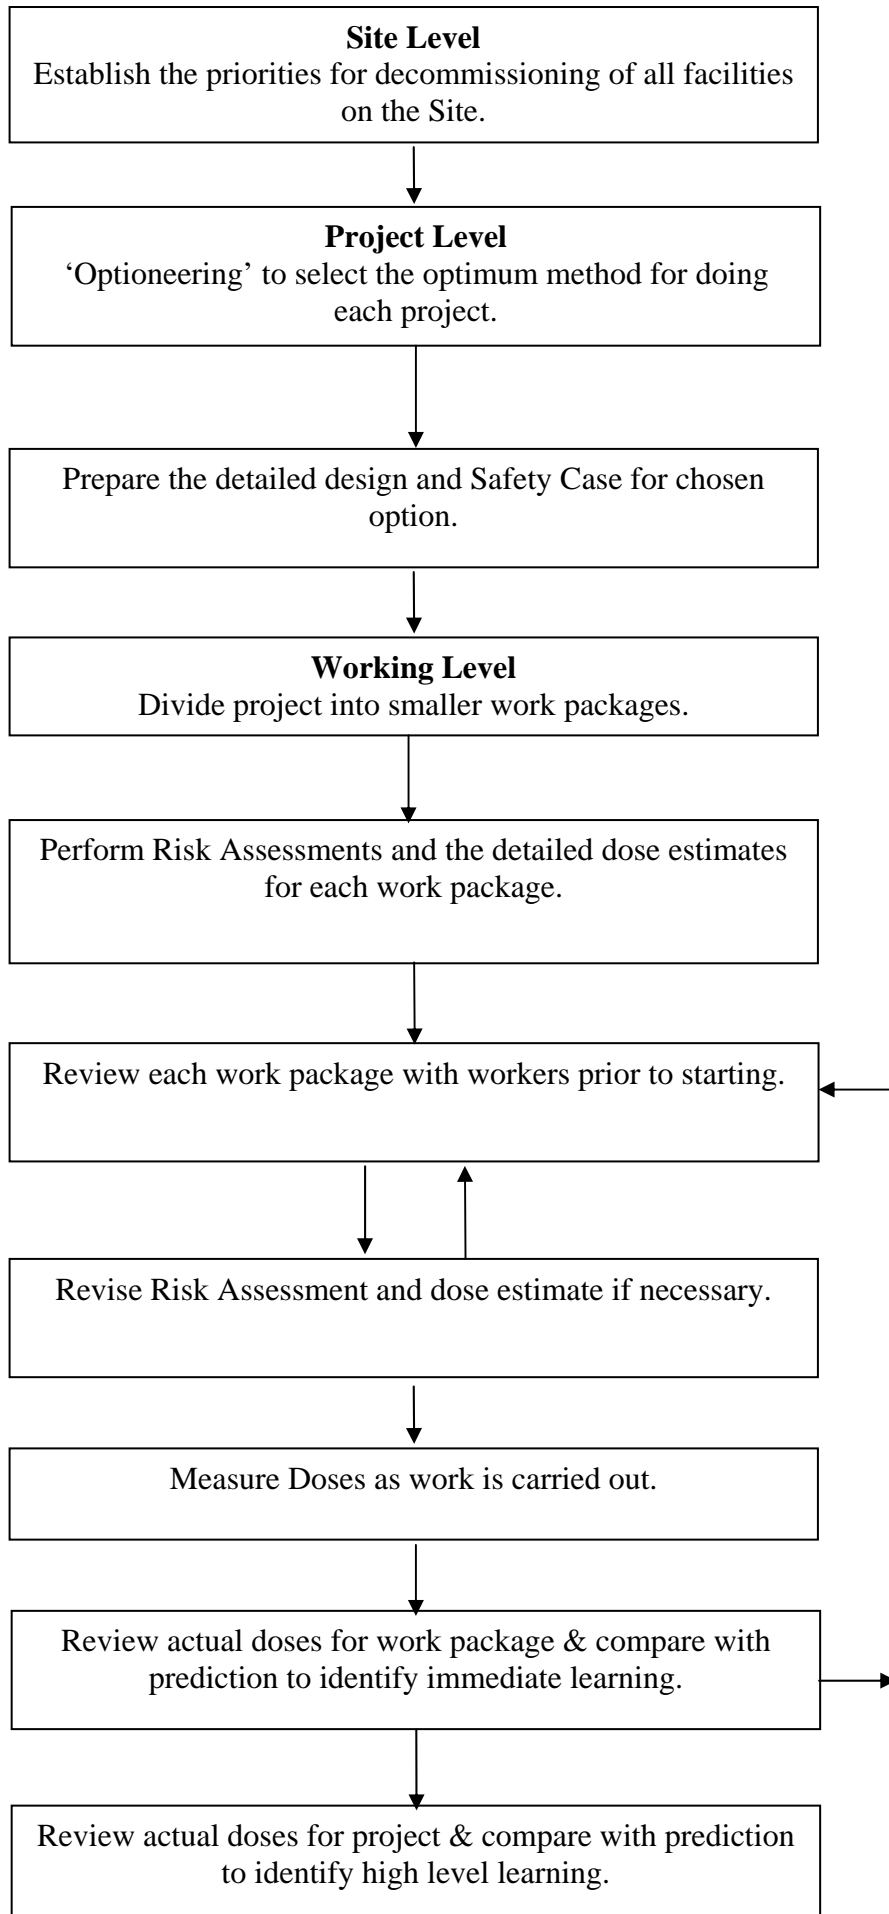 Site Level
Establish the priorities for decommissioning of all facilities
on the Site.
Project Level
‘Optioneering’ to select the optimum method for doing
each project.
Prepare the detailed design and Safety Case for chosen
option.
Working Level
Divide project into smaller work packages.
Perform Risk Assessments and the detailed dose estimates
for each work package.
Review each work package with workers prior to starting.
Revise Risk Assessment and dose estimate if necessary.
Measure Doses as work is carried out.
Review actual doses for work package & compare with
prediction to identify immediate learning.
Review actual doses for project & compare with prediction
to identify high level learning.